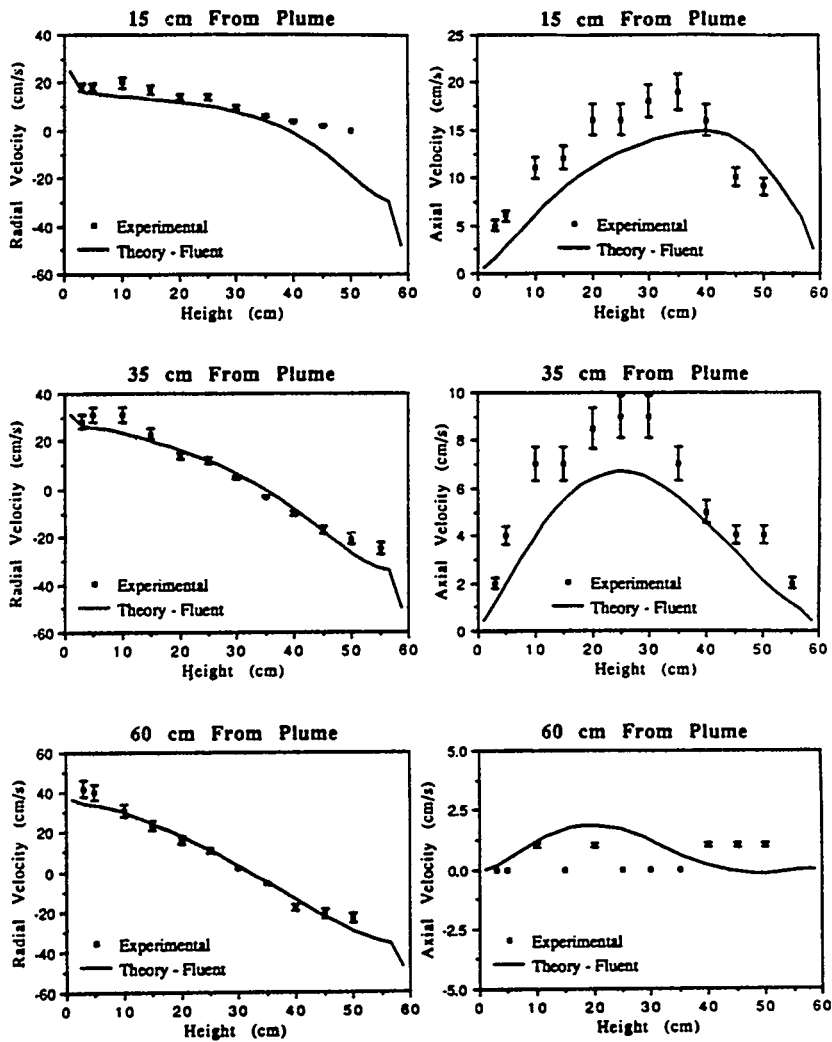 15 cm From Plume
Radial Velocity (cm/s)
40
20
0
-20
-40
-60
Experimental
Theory - Fluent
0 10 20 30 40 50 60
Height (cm)
15 cm From Plume
Axial Velocity (cm/s)
25
20
15
10
5
0
Experimental
Theory - Fluent
0 10 20 30 40 50 60
Height (cm)
35 cm From Plume
Radial Velocity (cm/s)
40
20
0
-20
-40
-60
Experimental
Theory - Fluent
0 10 20 30 40 50 60
Height (cm)
35 cm From Plume
Axial Velocity (cm/s)
10
8
6
4
2
0
Experimental
Theory - Fluent
0 10 20 30 40 50 60
Height (cm)
60 cm From Plume
Radial Velocity (cm/s)
60
40
20
0
-20
-40
-60
Experimental
Theory - Fluent
0 10 20 30 40 50 60
Height (cm)
60 cm From Plume
Axial Velocity (cm/s)
5.0
2.5
0.0
-2.5
-5.0
Experimental
Theory - Fluent
0 10 20 30 40 50 60
Height (cm)